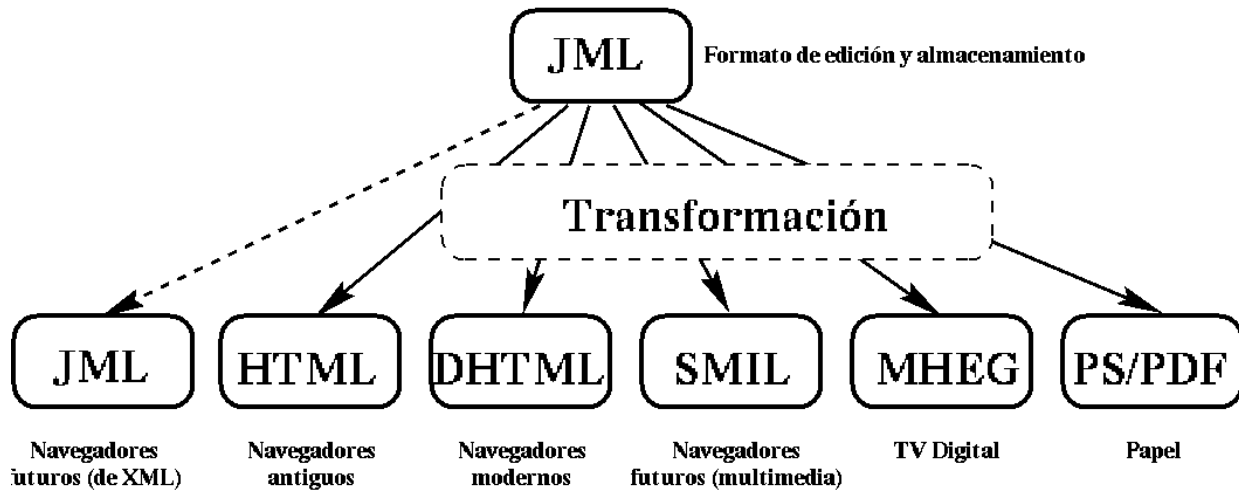 JML
Formato de edición y almacenamiento
Transformación
JML
HTML
DHTML
SMIL
MHEG
PS/PDF
Navegadores
futuros (de XML)
Navegadores
antiguos
Navegadores
modernos
Navegadores
futuros (multimedia)
TV Digital
Papel